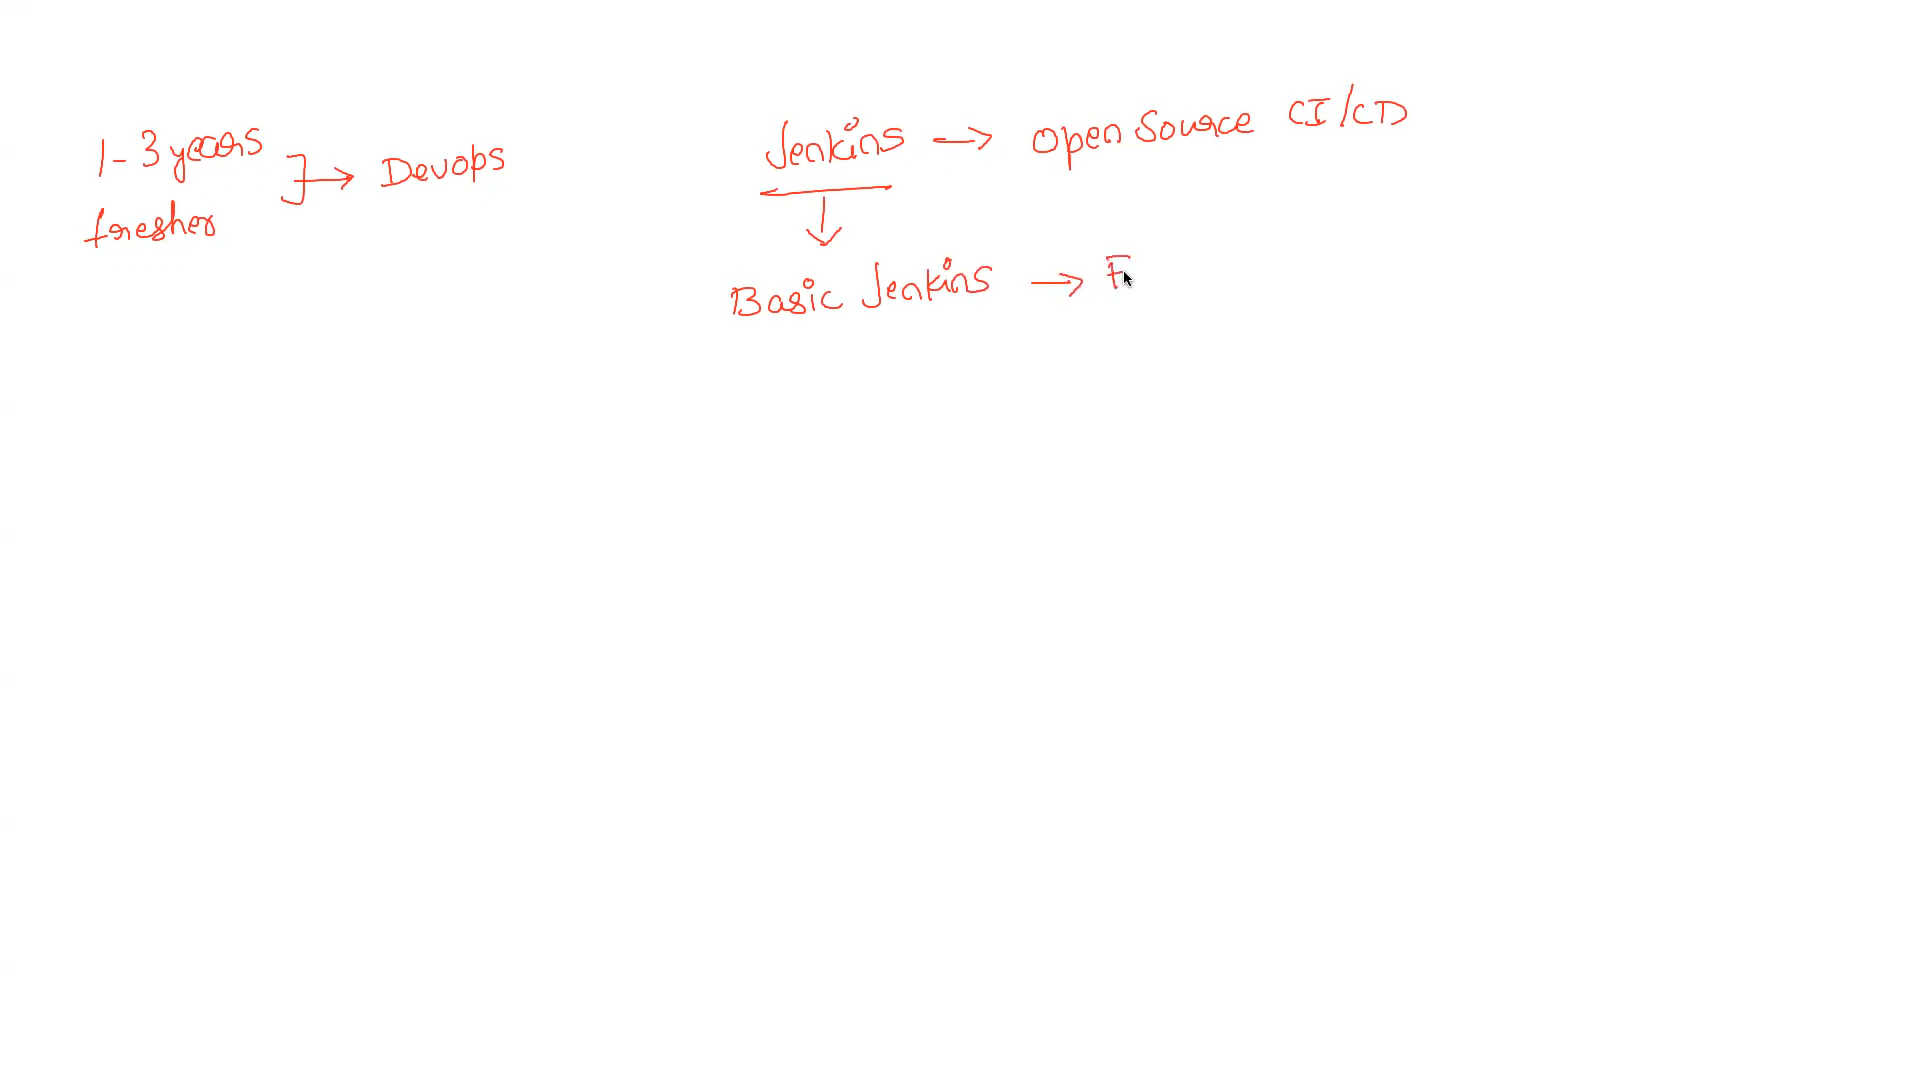 1-3 years
fresher
→ Devops
Jenkins → Open Source CI/CD
Basic Jenkins → F